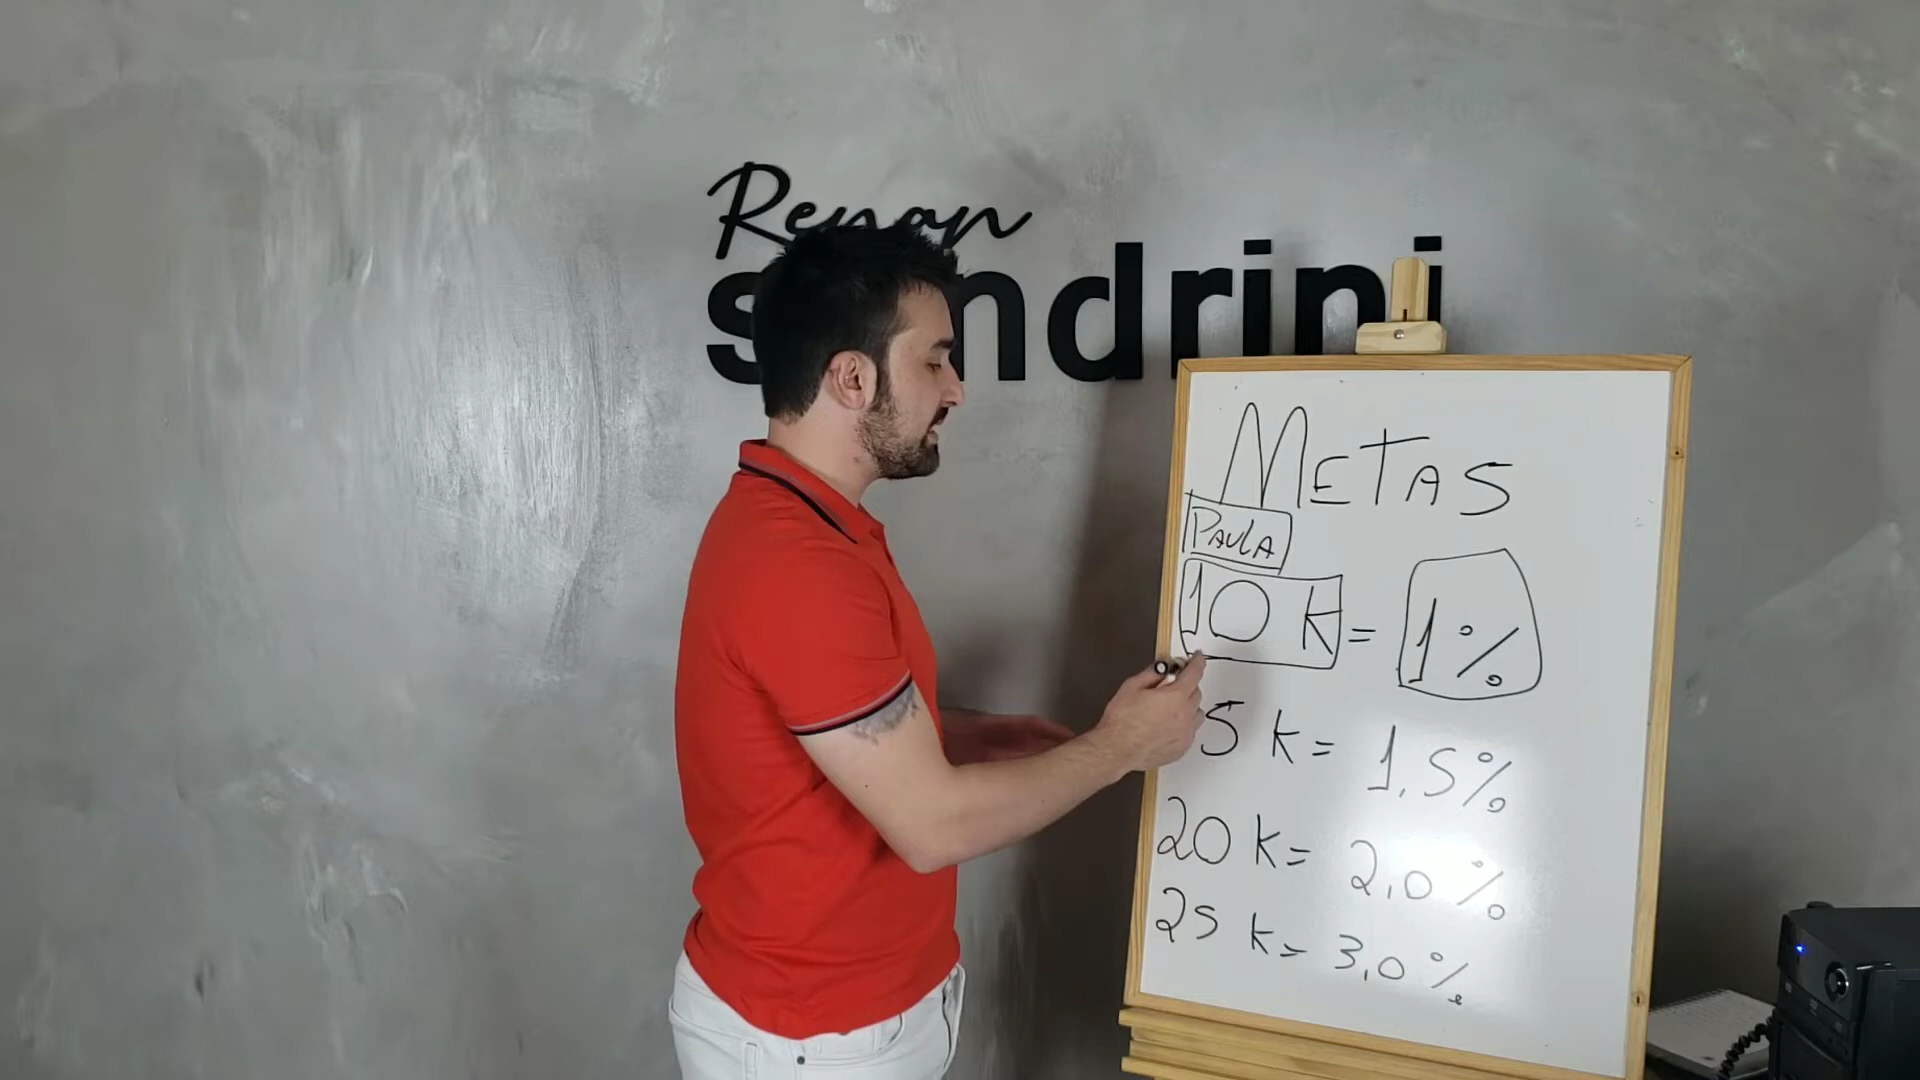 Renan
sandrini
METAS
PAULA
10 K = 1%
5 K = 1,5%
20 K = 2,0%
25 K = 3,0%